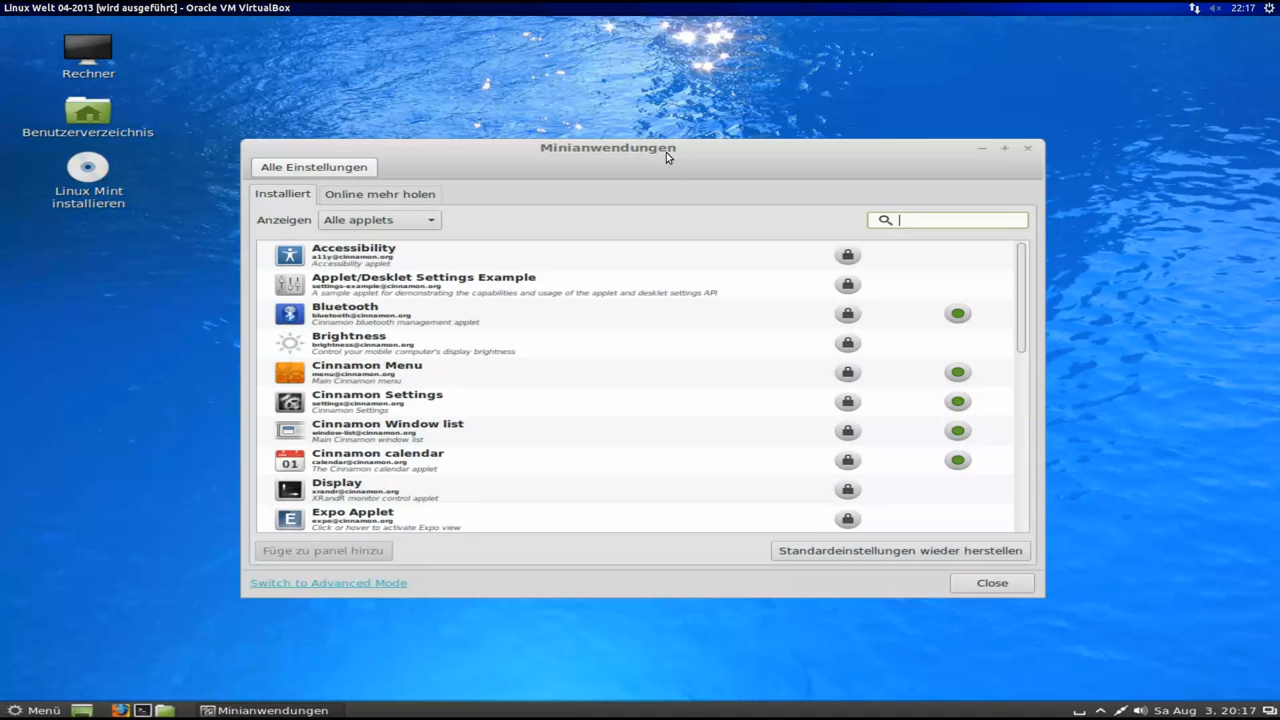 Linux Welt 04-2013 [wird ausgeführt] - Oracle VM VirtualBox
22:17
Rechner
Benutzerverzeichnis
Linux Mint
installieren
Minianwendungen
Alle Einstellungen
Installiert
Online mehr holen
Anzeigen
Alle applets
Accessibility
a11y@cinnamon.org
Accessibility applet
Applet/Desklet Settings Example
settings-example@cinnamon.org
A sample applet for demonstrating the capabilities and usage of the applet and desklet settings API
Bluetooth
bluetooth@cinnamon.org
Cinnamon bluetooth management applet
Brightness
brightness@cinnamon.org
Control your mobile computer's display brightness
Cinnamon Menu
menu@cinnamon.org
Main Cinnamon menu
Cinnamon Settings
settings@cinnamon.org
Cinnamon Settings
Cinnamon Window list
window-list@cinnamon.org
Main Cinnamon window list
01
Cinnamon calendar
calendar@cinnamon.org
The Cinnamon calendar applet
Display
xrandr@cinnamon.org
XRandR monitor control applet
E
Expo Applet
expo@cinnamon.org
Click or hover to activate Expo view
Füge zu panel hinzu
Standardeinstellungen wieder herstellen
Switch to Advanced Mode
Close
Menü
Minianwendungen
Sa Aug 3, 20:17